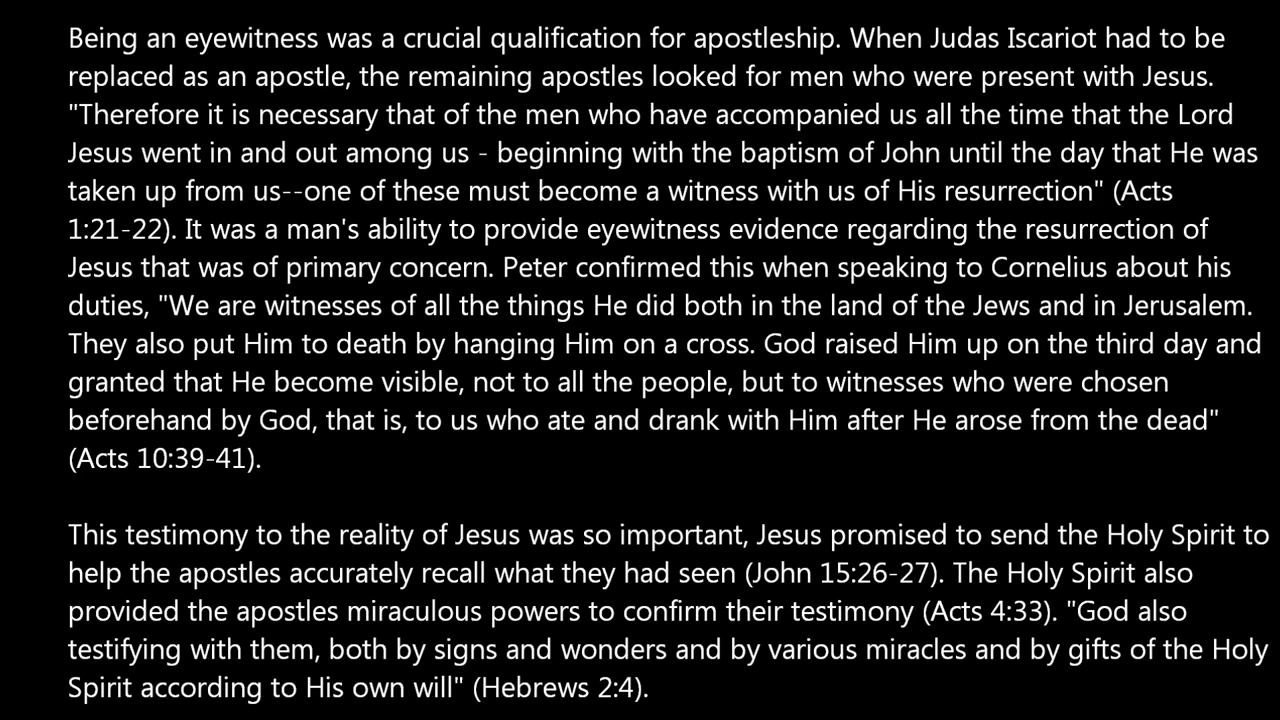 Being an eyewitness was a crucial qualification for apostleship. When Judas Iscariot had to be
replaced as an apostle, the remaining apostles looked for men who were present with Jesus.
"Therefore it is necessary that of the men who have accompanied us all the time that the Lord
Jesus went in and out among us - beginning with the baptism of John until the day that He was
taken up from us--one of these must become a witness with us of His resurrection" (Acts
1:21-22). It was a man's ability to provide eyewitness evidence regarding the resurrection of
Jesus that was of primary concern. Peter confirmed this when speaking to Cornelius about his
duties, "We are witnesses of all the things He did both in the land of the Jews and in Jerusalem.
They also put Him to death by hanging Him on a cross. God raised Him up on the third day and
granted that He become visible, not to all the people, but to witnesses who were chosen
beforehand by God, that is, to us who ate and drank with Him after He arose from the dead"
(Acts 10:39-41).
This testimony to the reality of Jesus was so important, Jesus promised to send the Holy Spirit to
help the apostles accurately recall what they had seen (John 15:26-27). The Holy Spirit also
provided the apostles miraculous powers to confirm their testimony (Acts 4:33). "God also
testifying with them, both by signs and wonders and by various miracles and by gifts of the Holy
Spirit according to His own will" (Hebrews 2:4).